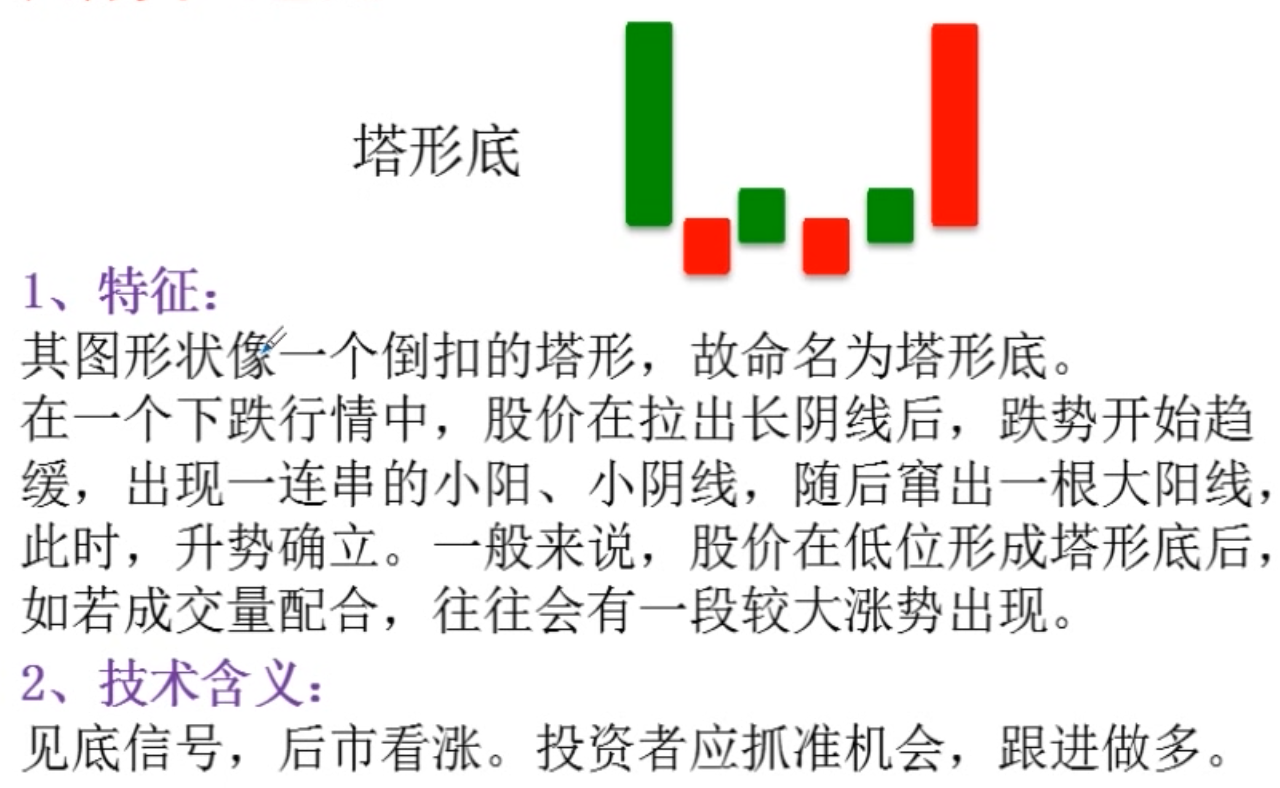 塔形底
1、特征：
其图形状像一个倒扣的塔形，故命名为塔形底。
在一个下跌行情中，股价在拉出长阴线后，跌势开始趋
缓，出现一连串的小阳、小阴线，随后窜出一根大阳线，
此时，升势确立。一般来说，股价在低位形成塔形底后，
如若成交量配合，往往会有一段较大涨势出现。
2、技术含义：
见底信号，后市看涨。投资者应抓准机会，跟进做多。